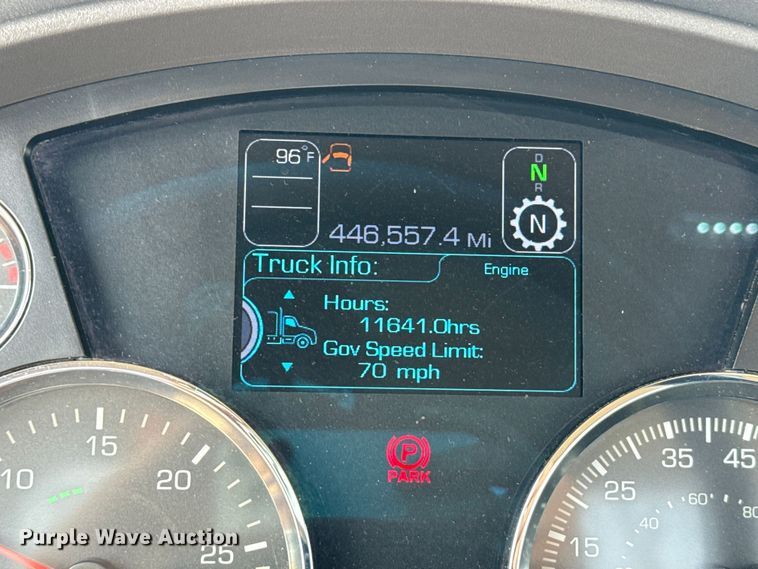 96°F
D
N
R
N
446,557.4 Mi
Truck Info:
Engine
Hours:
11641.0hrs
Gov Speed Limit:
70 mph
P
PARK
10
15
20
25
15
25
35
45
40
60
80
Purple Wave Auction